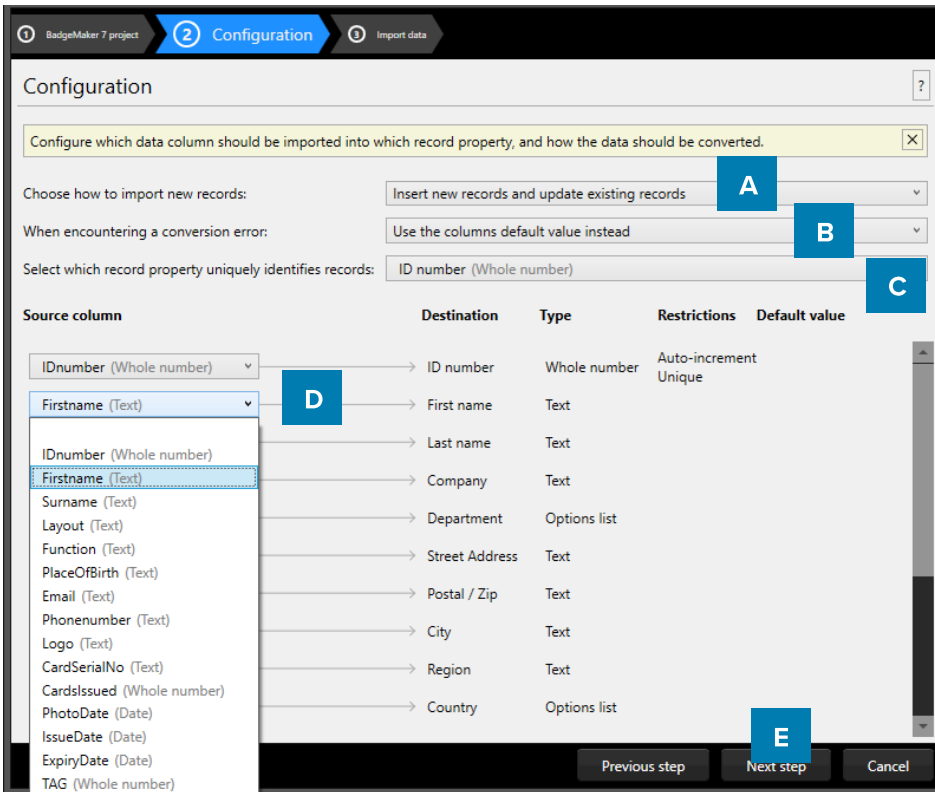 1 BadgeMaker 7 project 2 Configuration 3 Import data
Configuration ?
Configure which data column should be imported into which record property, and how the data should be converted.
Choose how to import new records: Insert new records and update existing records A
When encountering a conversion error: Use the columns default value instead B
Select which record property uniquely identifies records: ID number (Whole number) C
Source column Destination Type Restrictions Default value
IDnumber (Whole number) ID number Whole number Auto-increment
Unique
Firstname (Text) D First name Text
Last name Text
IDnumber (Whole number)
Firstname (Text) Company Text
Surname (Text)
Layout (Text) Department Options list
Function (Text) Street Address Text
PlaceOfBirth (Text)
Email (Text) Postal / Zip Text
Phonenumber (Text) City Text
Logo (Text)
CardSerialNo (Text) Region Text
CardsIssued (Whole number)
PhotoDate (Date) Country Options list
IssueDate (Date) E
ExpiryDate (Date) Previous step Next step Cancel
TAG (Whole number)